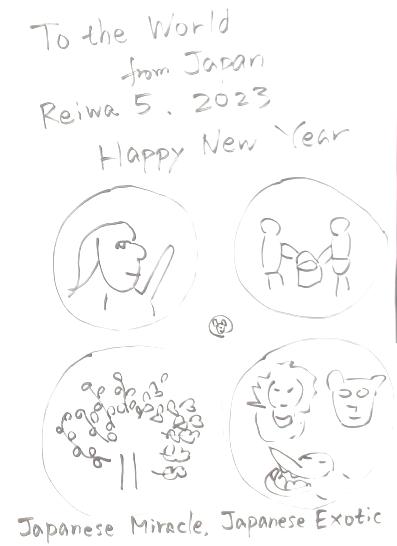 To the World
from Japan
Reiwa 5. 2023
Happy New Year
Japanese Miracle. Japanese Exotic